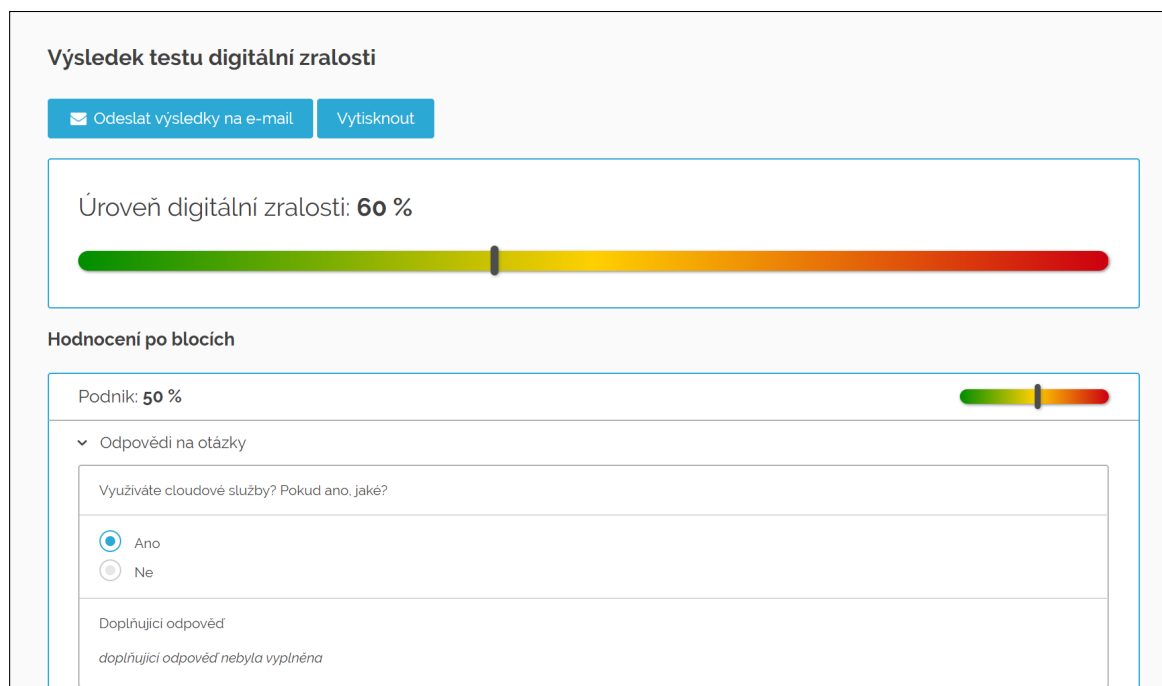 Výsledek testu digitální zralosti
Odeslat výsledky na e-mail
Vytisknout
Úroveň digitální zralosti: 60 %
Hodnocení po blocích
Podnik: 50 %
Odpovědi na otázky
Využíváte cloudové služby? Pokud ano, jaké?
Ano
Ne
Doplňující odpověď
doplňující odpověď nebyla vyplněna